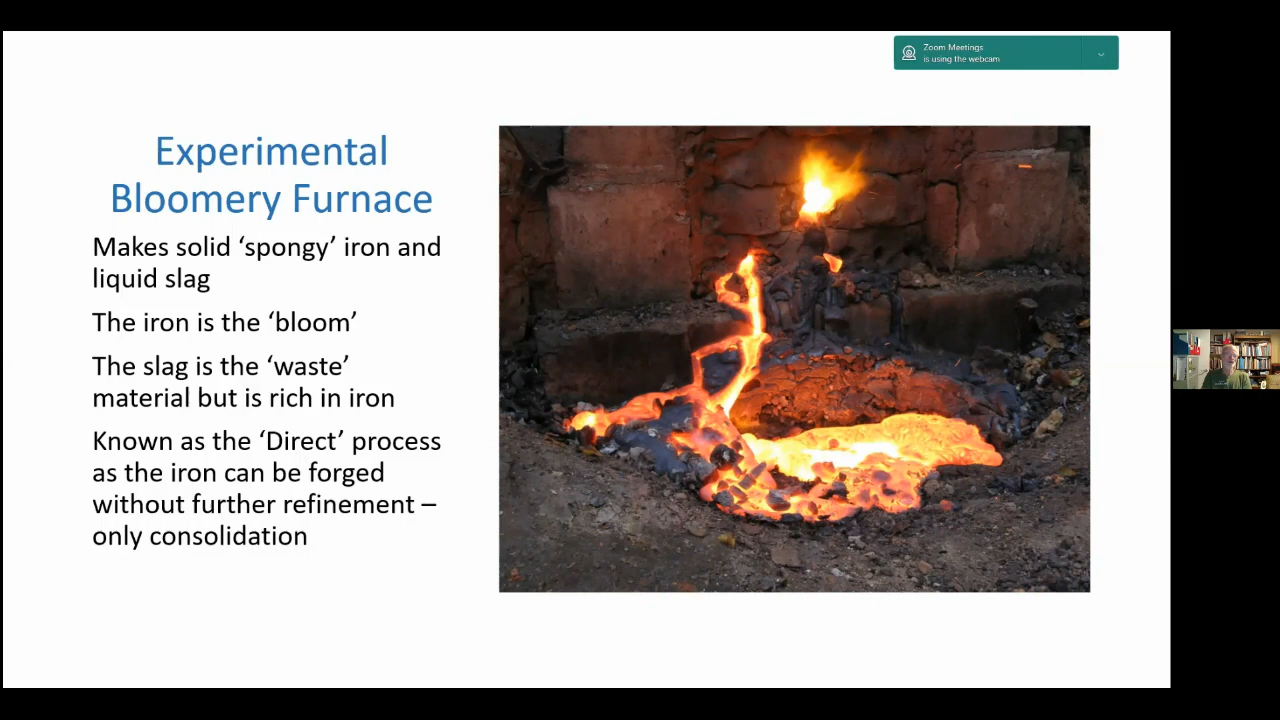 Zoom Meetings
is using the webcam
Experimental
Bloomery Furnace
Makes solid ‘spongy’ iron and
liquid slag
The iron is the ‘bloom’
The slag is the ‘waste’
material but is rich in iron
Known as the ‘Direct’ process
as the iron can be forged
without further refinement –
only consolidation